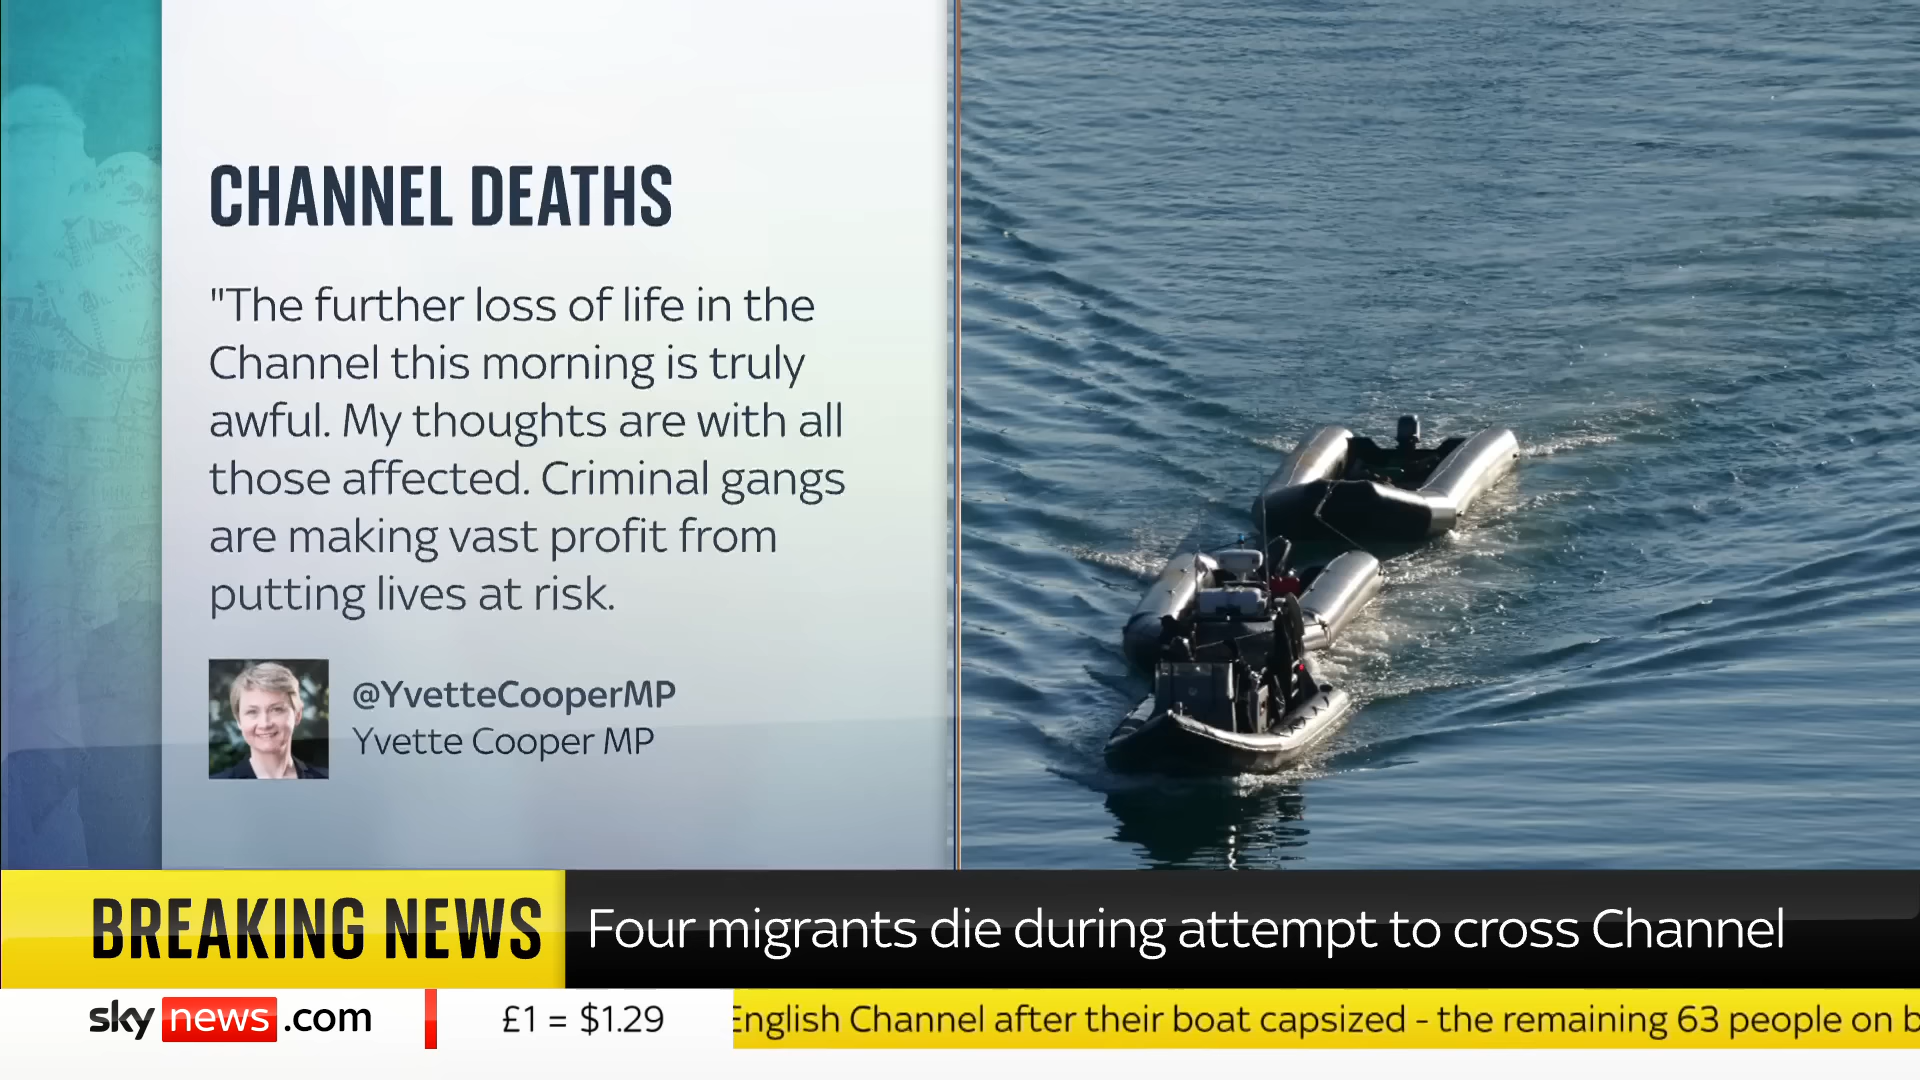 CHANNEL DEATHS
"The further loss of life in the
Channel this morning is truly
awful. My thoughts are with all
those affected. Criminal gangs
are making vast profit from
putting lives at risk.
@YvetteCooperMP
Yvette Cooper MP
BREAKING NEWS
Four migrants die during attempt to cross Channel
sky news .com
£1 = $1.29
English Channel after their boat capsized - the remaining 63 people on